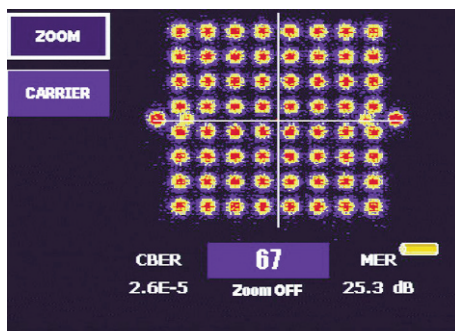 ZOOM
CARRIER
CBER 67 MER
2.6E-5 Zoom OFF 25.3 dB